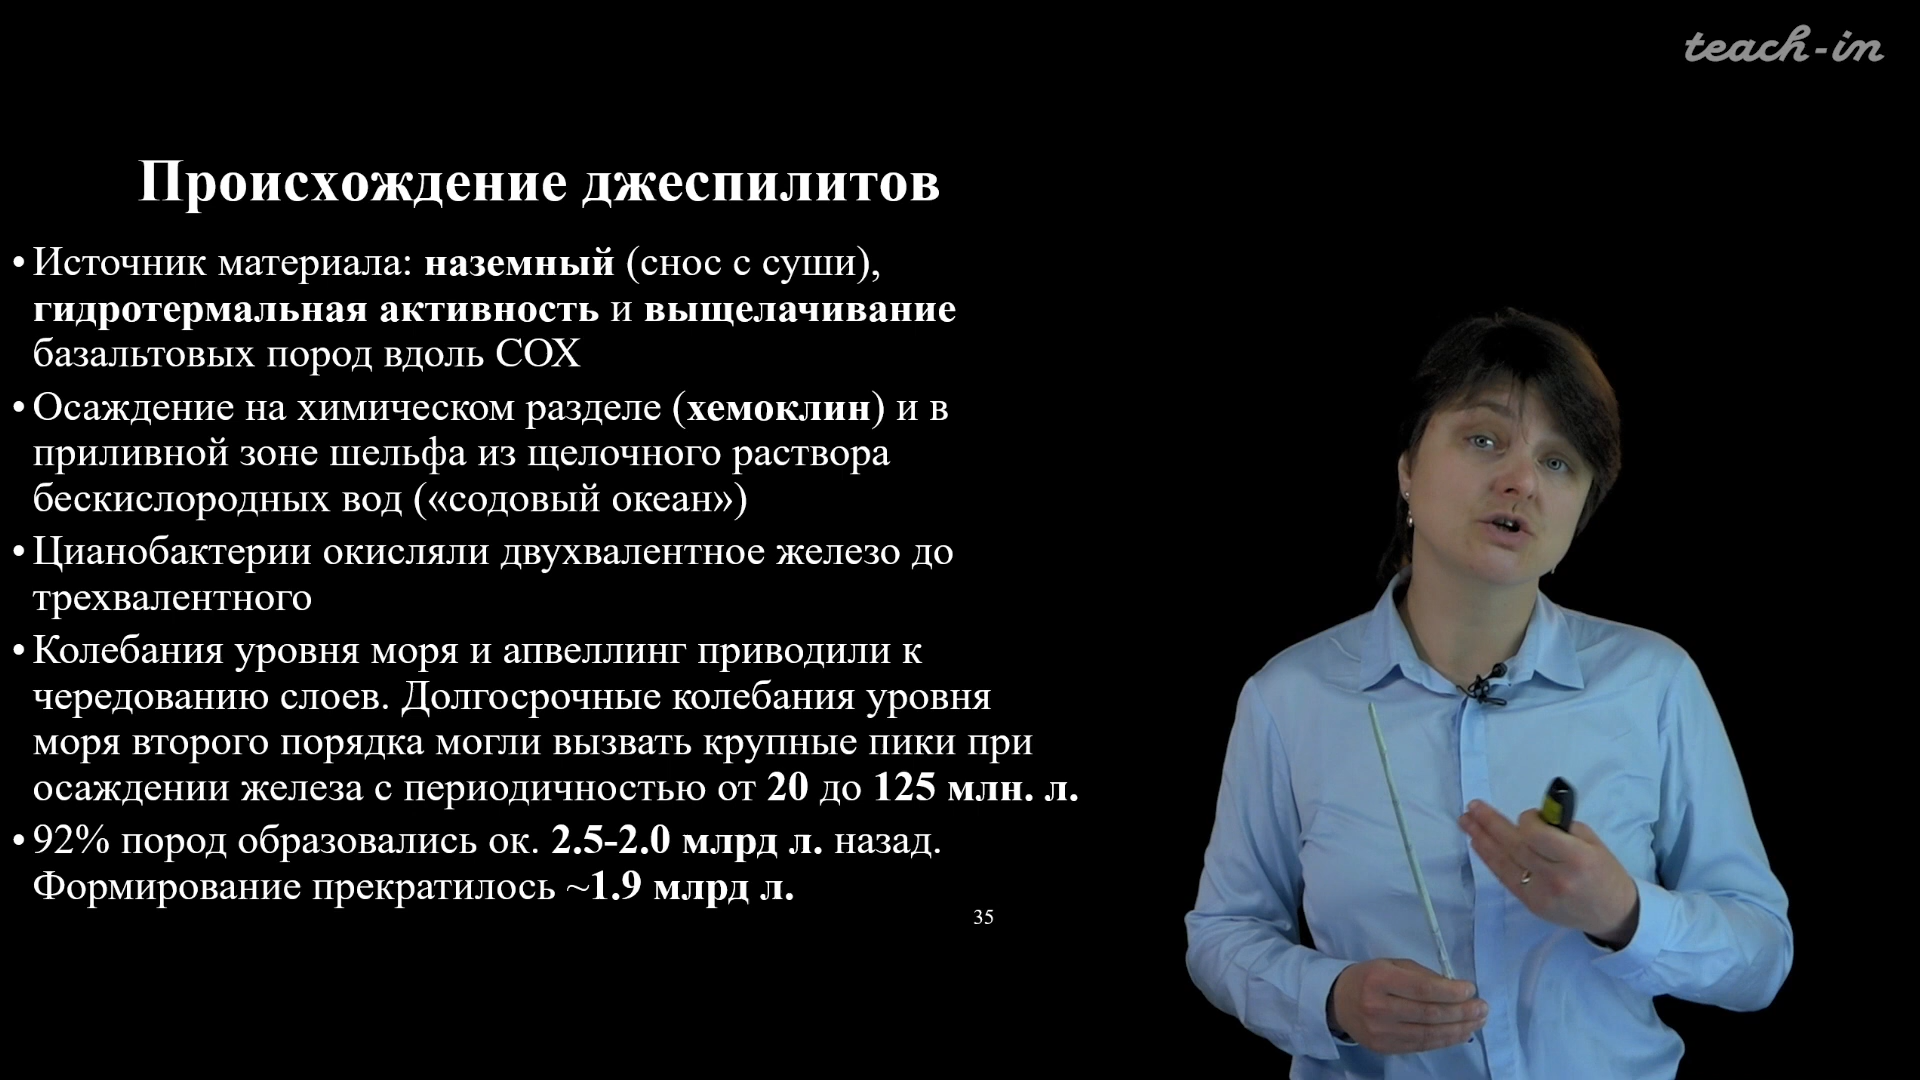 teach-in
Происхождение джеспилитов
• Источник материала: наземный (снос с суши),
гидротермальная активность и выщелачивание
базальтовых пород вдоль СОХ
• Осаждение на химическом разделе (хемоклин) и в
приливной зоне шельфа из щелочного раствора
бескислородных вод («содовый океан»)
• Цианобактерии окисляли двухвалентное железо до
трехвалентного
• Колебания уровня моря и апвеллинг приводили к
чередованию слоев. Долгосрочные колебания уровня
моря второго порядка могли вызвать крупные пики при
осаждении железа с периодичностью от 20 до 125 млн. л.
• 92% пород образовались ок. 2.5-2.0 млрд л. назад.
Формирование прекратилось ~1.9 млрд л.
35